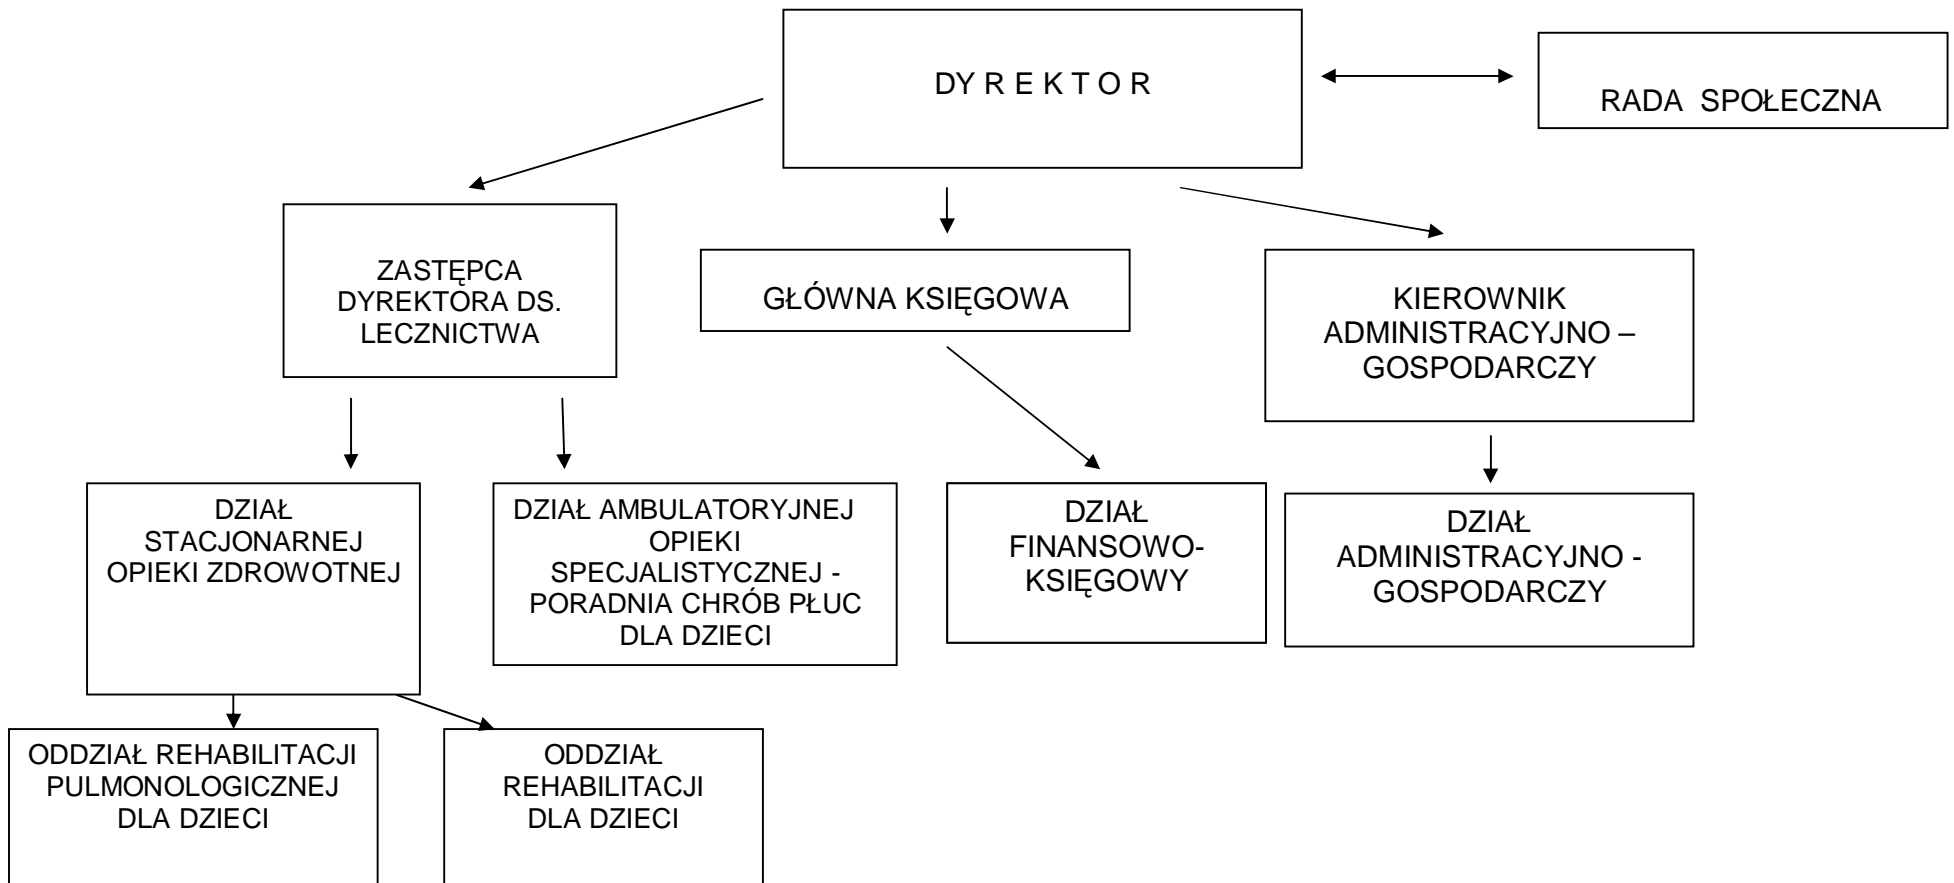 DY R E K T O R
RADA SPOŁECZNA
ZASTĘPCA
DYREKTORA DS.
LECZNICTWA
GŁÓWNA KSIĘGOWA
KIEROWNIK
ADMINISTRACYJNO –
GOSPODARCZY
DZIAŁ
STACJONARNEJ
OPIEKI ZDROWOTNEJ
DZIAŁ AMBULATORYJNEJ
OPIEKI
SPECJALISTYCZNEJ -
PORADNIA CHRÓB PŁUC
DLA DZIECI
DZIAŁ
FINANSOWO-
KSIĘGOWY
DZIAŁ
ADMINISTRACYJNO -
GOSPODARCZY
ODDZIAŁ REHABILITACJI
PULMONOLOGICZNEJ
DLA DZIECI
ODDZIAŁ
REHABILITACJI
DLA DZIECI